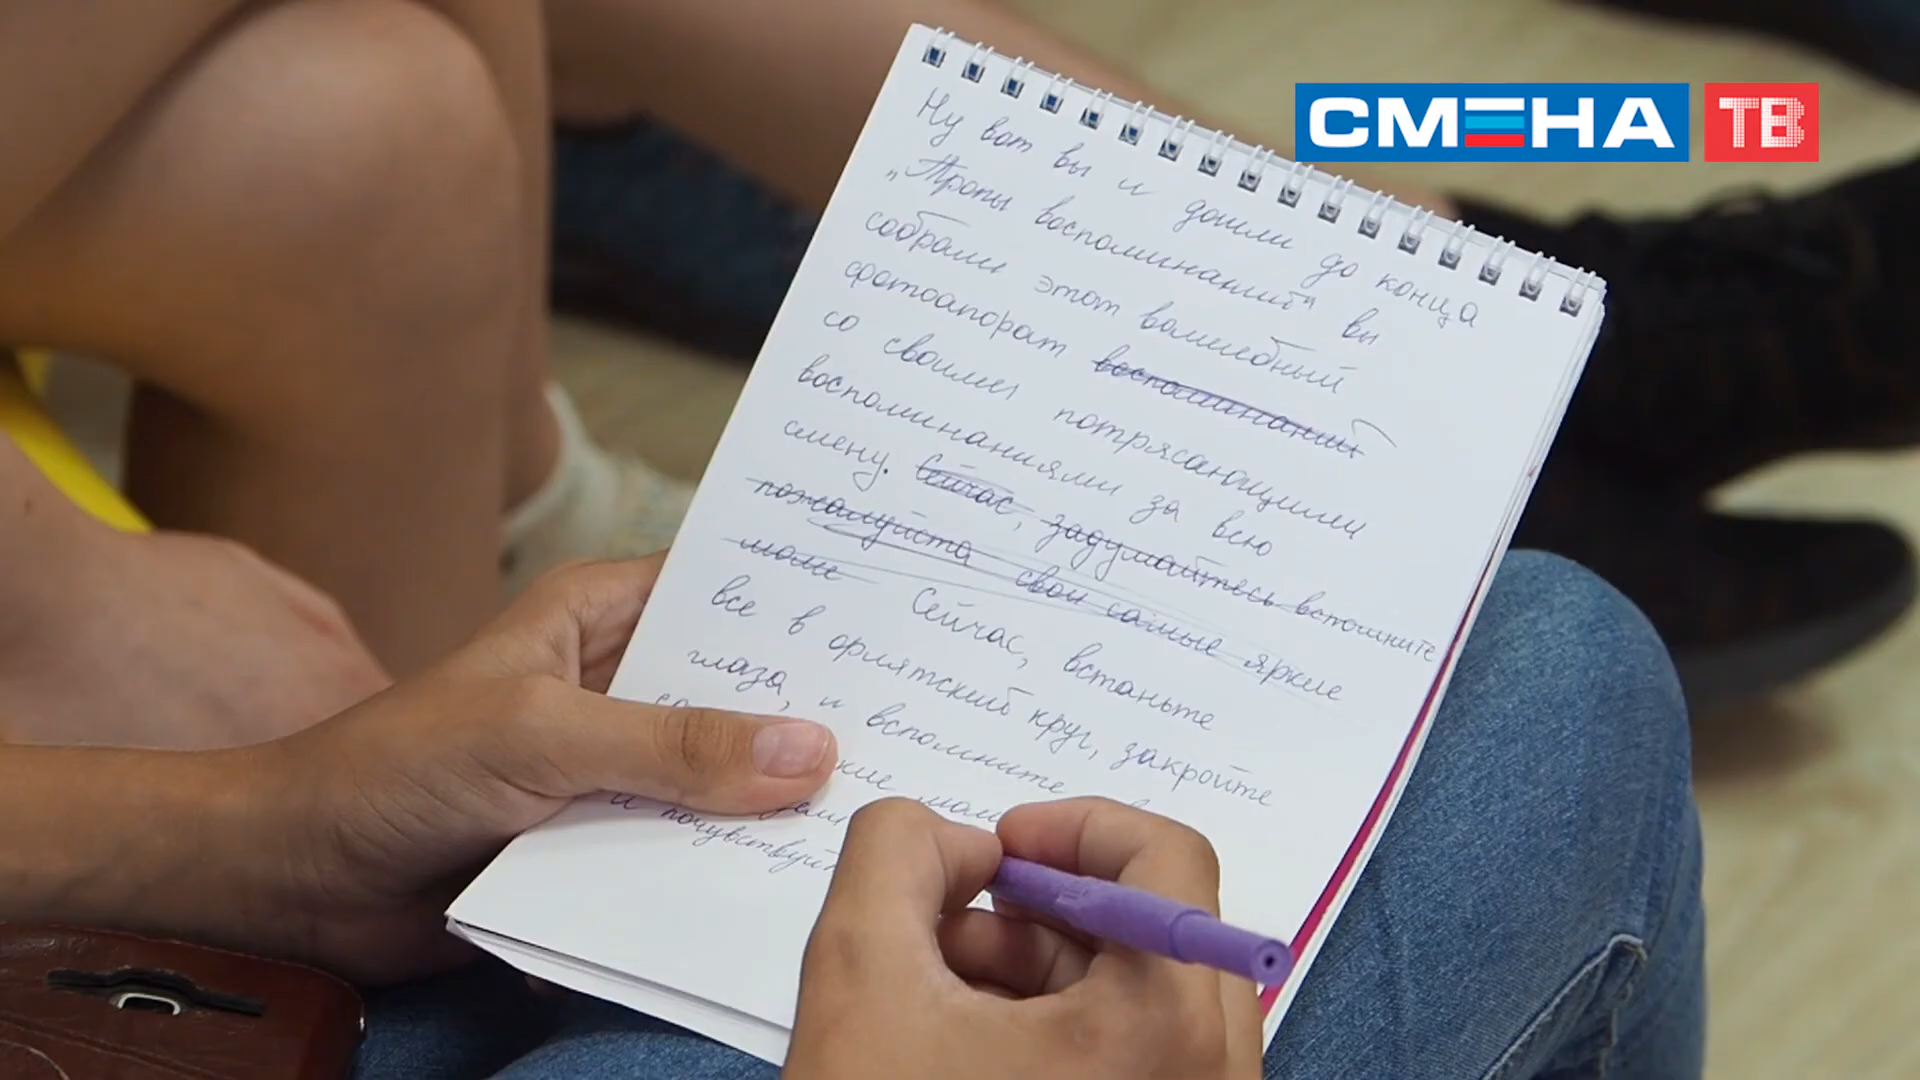 СМЕНА ТВ
Ну вот вы и дошли до конца
„Тропы воспоминаний" вы
собрали этот волшебный
фотоапорат воспоминаний
со своими потрясающими
воспоминаниями за всю
смену. Сейчас, задумайтесь вспомните
пожалуйста свои самые яркие
моме Сейчас, встаньте
все в орлятский круг, закройте
глаза, и вспомните
кие
и почувствуйт